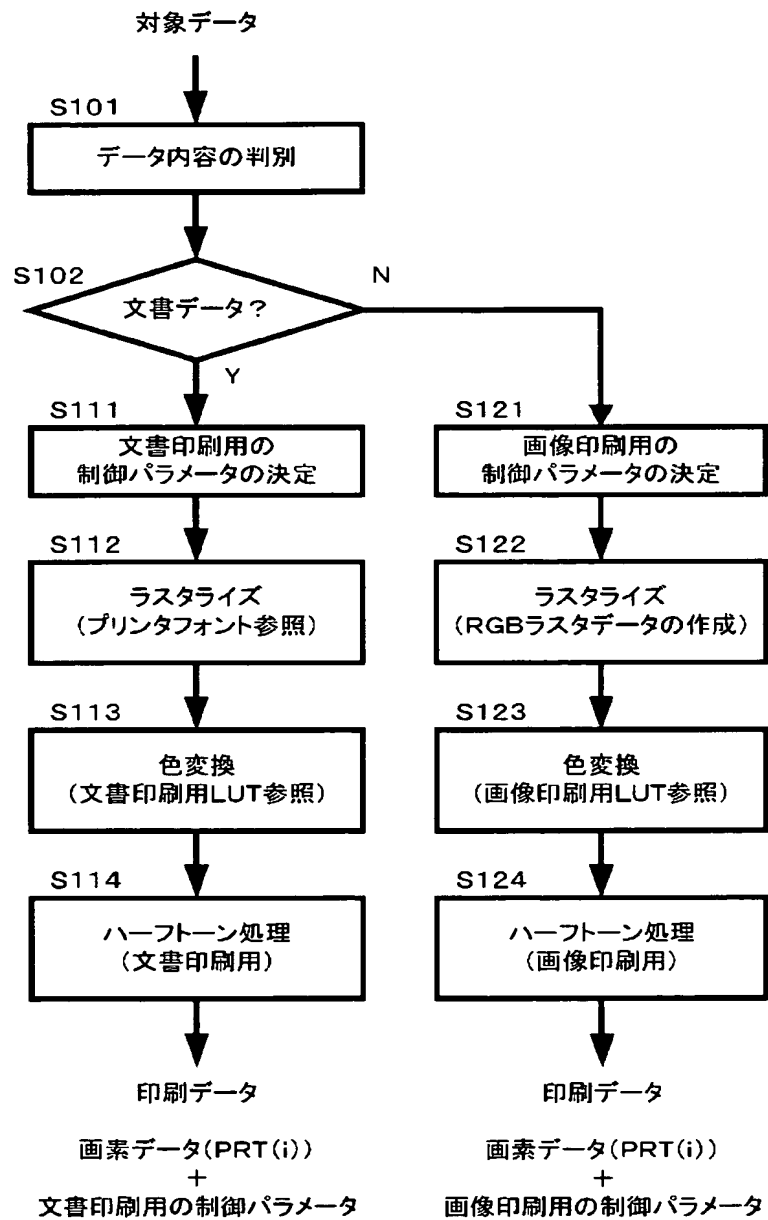 対象データ
S101
データ内容の判別
S102
文書データ?
N
Y
S111
文書印刷用の
制御パラメータの決定
S112
ラスタライズ
(プリンタフォント参照)
S113
色変換
(文書印刷用LUT参照)
S114
ハーフトーン処理
(文書印刷用)
印刷データ
画素データ(PRT(i))
+
文書印刷用の制御パラメータ
S121
画像印刷用の
制御パラメータの決定
S122
ラスタライズ
(RGBラスタデータの作成)
S123
色変換
(画像印刷用LUT参照)
S124
ハーフトーン処理
(画像印刷用)
印刷データ
画素データ(PRT(i))
+
画像印刷用の制御パラメータ